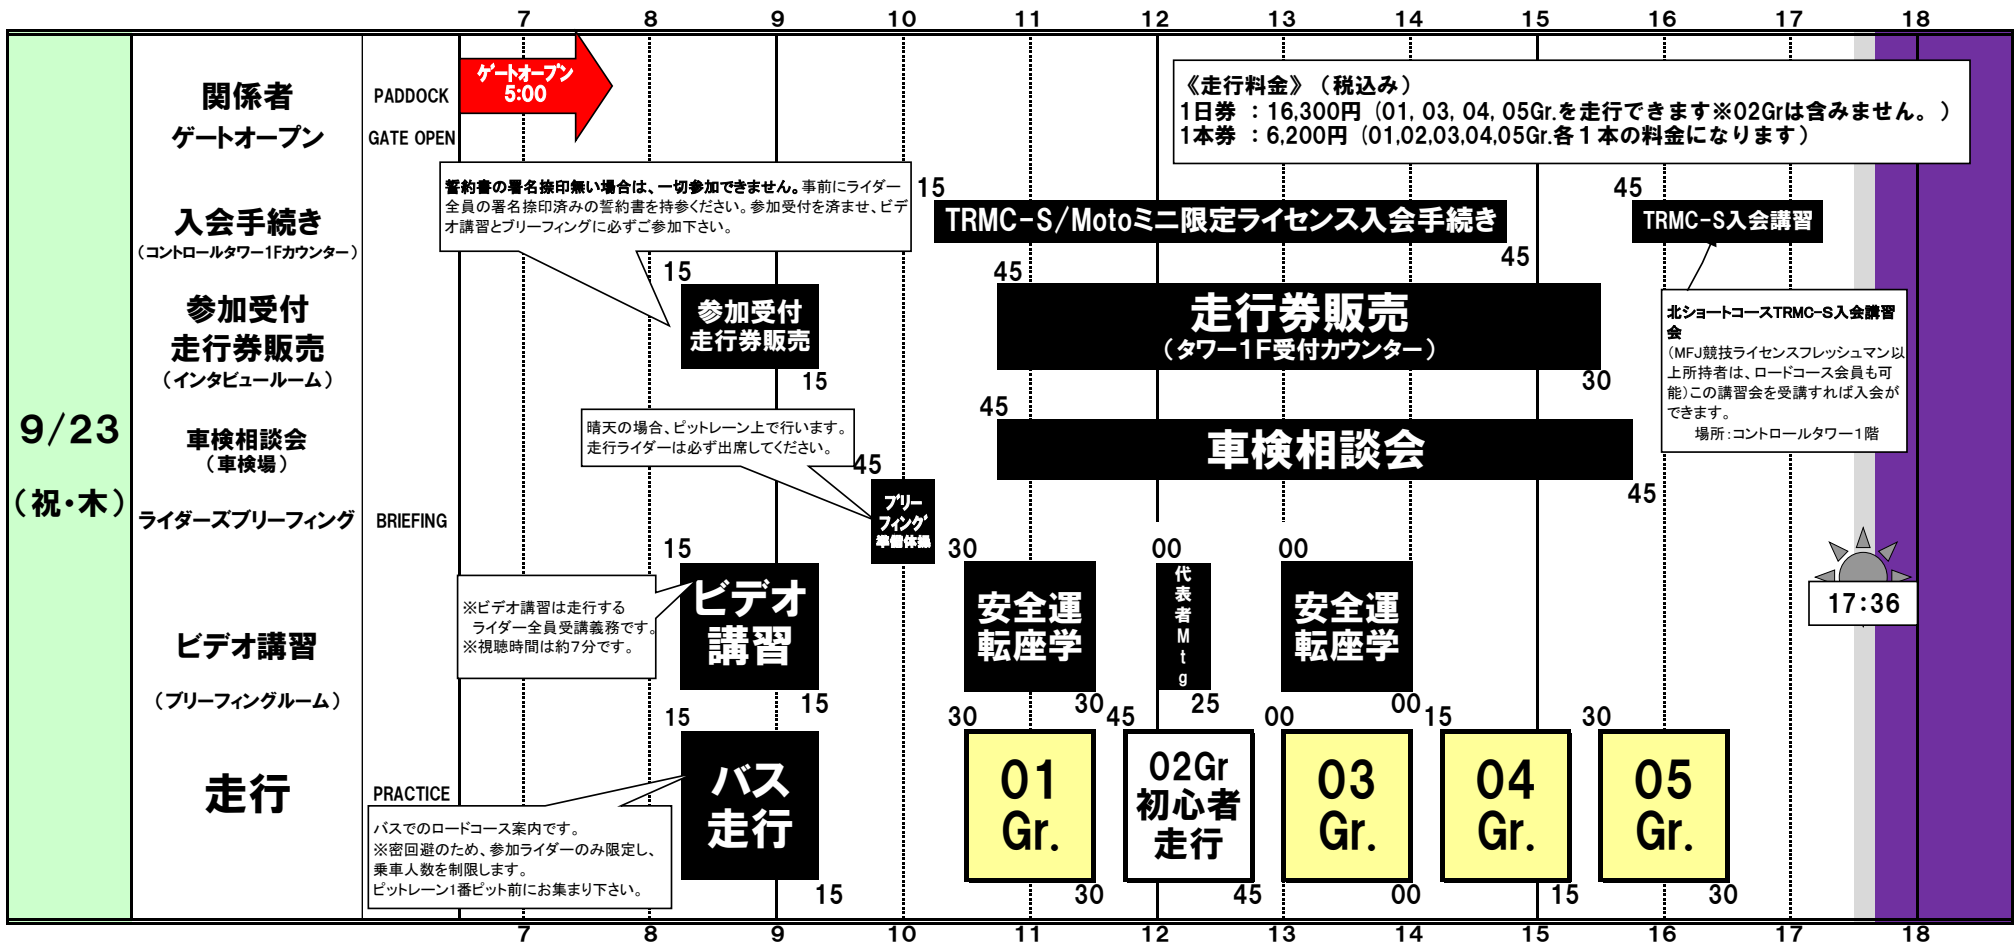 7 8 9 10 11 12 13 14 15 16 17 18
9/23
(祝・木)
関係者
ゲートオープン
PADDOCK
GATE OPEN
ゲートオープン
5:00
《走行料金》（税込み）
1日券 ：16,300円（01, 03, 04, 05Gr.を走行できます※02Grは含みません。）
1本券 ：6,200円（01,02,03,04,05Gr.各１本の料金になります）
誓約書の署名捺印無い場合は、一切参加できません。事前にライダー
全員の署名捺印済みの誓約書を持参ください。参加受付を済ませ、ビデ
オ講習とブリーフィングに必ずご参加下さい。
入会手続き
（コントロールタワー1Fカウンター）
15
TRMC-S/Motoミニ限定ライセンス入会手続き
45
45
TRMC-S入会講習
北ショートコースTRMC-S入会講習
会
（MFJ競技ライセンスフレッシュマン以
上所持者は、ロードコース会員も可
能）この講習会を受講すれば入会が
できます。
場所：コントロールタワー１階
参加受付
走行券販売
（インタビュールーム）
15
参加受付
走行券販売
15
45
走行券販売
（タワー1F受付カウンター）
30
車検相談会
（車検場）
45
車検相談会
45
晴天の場合、ピットレーン上で行います。
走行ライダーは必ず出席してください。
ライダーズブリーフィング
BRIEFING
45
ブリー
フィング
準備体操
17:36
ビデオ講習
（ブリーフィングルーム）
※ビデオ講習は走行する
ライダー全員受講義務です。
※視聴時間は約７分です。
15
ビデオ
講習
15
30
安全運
転座学
30
00
代
表
者
M
t
g
25
00
安全運
転座学
00
走行
PRACTICE
バスでのロードコース案内です。
※密回避のため、参加ライダーのみ限定し、
乗車人数を制限します。
ピットレーン1番ピット前にお集まり下さい。
15
バス
走行
15
30
01
Gr.
30
45
02Gr
初心者
走行
45
00
03
Gr.
00
15
04
Gr.
15
30
05
Gr.
30
7 8 9 10 11 12 13 14 15 16 17 18